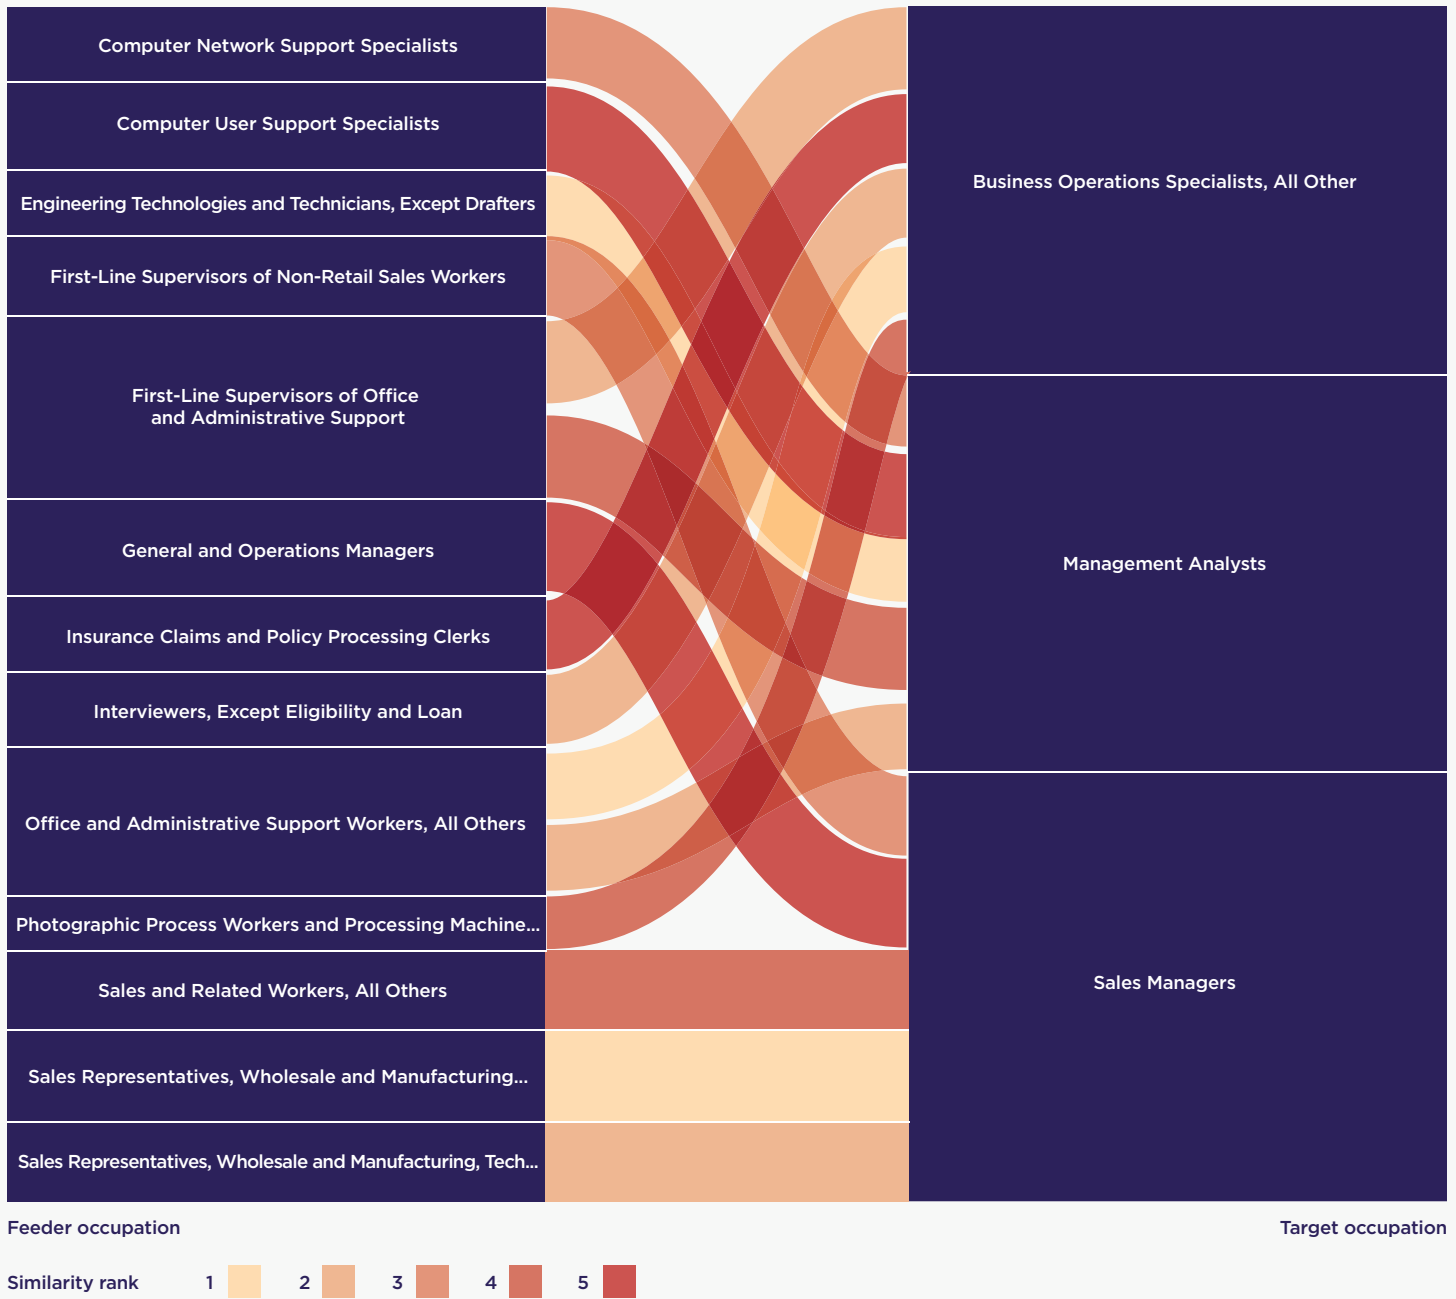 Computer Network Support Specialists
Computer User Support Specialists
Engineering Technologies and Technicians, Except Drafters
First-Line Supervisors of Non-Retail Sales Workers
First-Line Supervisors of Office
and Administrative Support
General and Operations Managers
Insurance Claims and Policy Processing Clerks
Interviewers, Except Eligibility and Loan
Office and Administrative Support Workers, All Others
Photographic Process Workers and Processing Machine...
Sales and Related Workers, All Others
Sales Representatives, Wholesale and Manufacturing...
Sales Representatives, Wholesale and Manufacturing, Tech...
Business Operations Specialists, All Other
Management Analysts
Sales Managers
Feeder occupation
Target occupation
Similarity rank 1 2 3 4 5